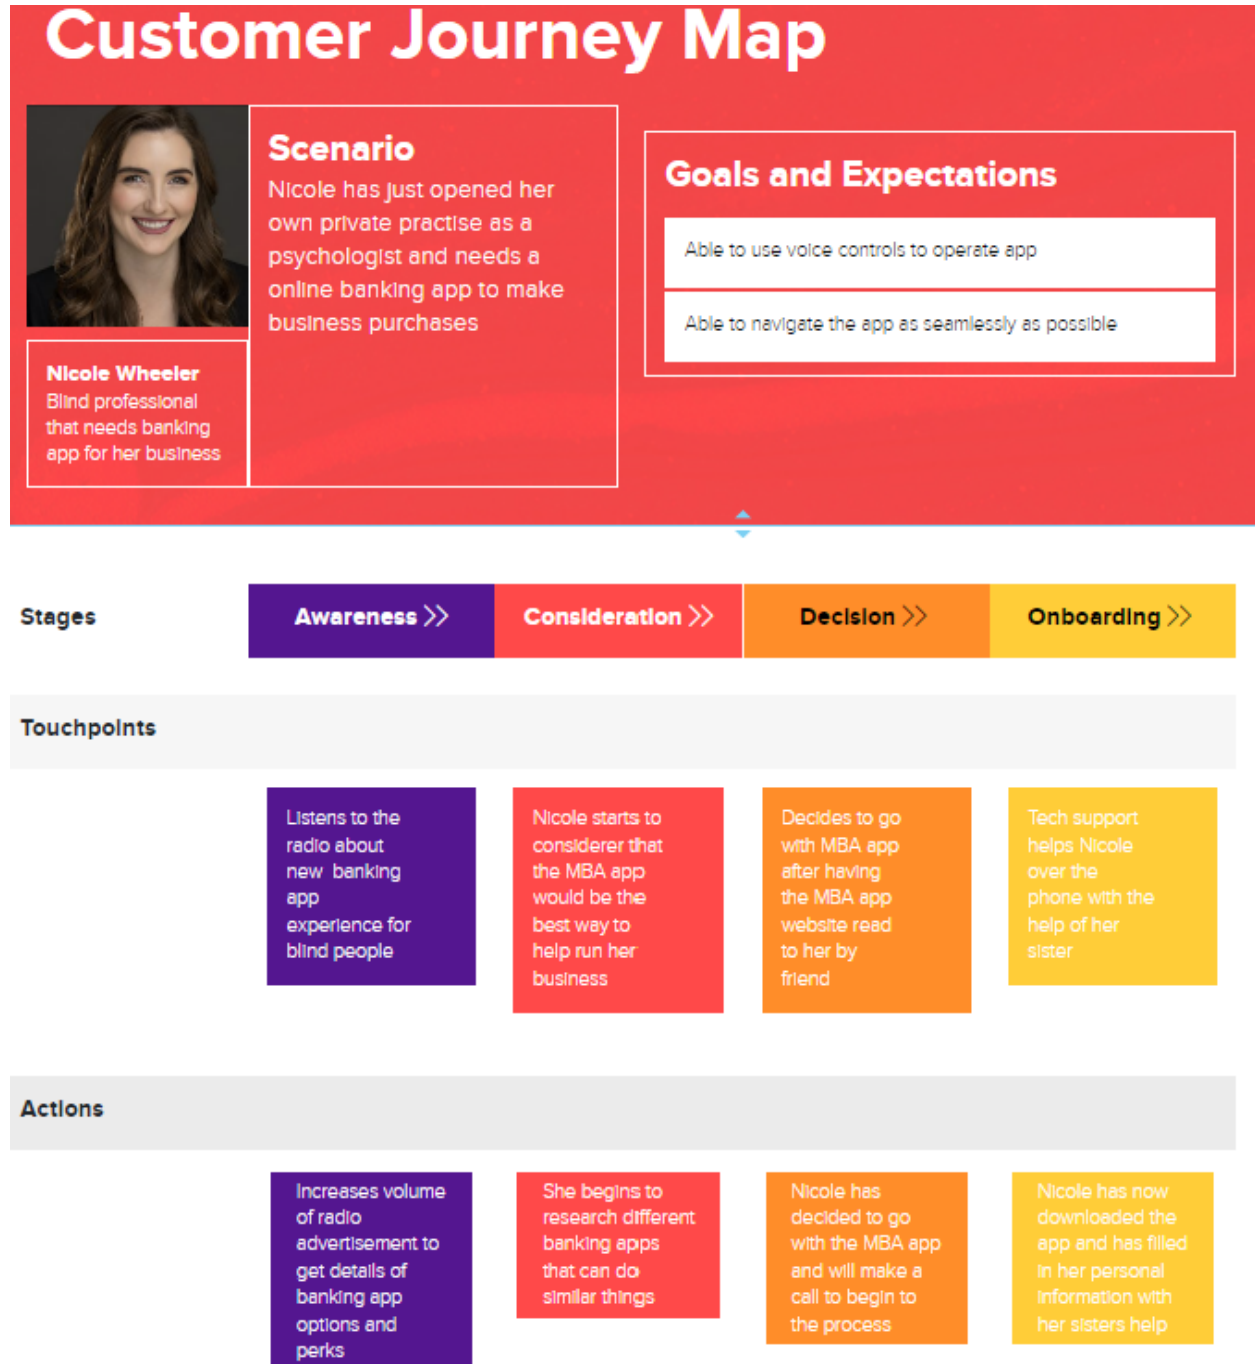 Customer Journey Map
Scenario
Nicole has just opened her
own private practise as a
psychologist and needs a
online banking app to make
business purchases
Goals and Expectations
Able to use voice controls to operate app
Able to navigate the app as seamlessly as possible
Nicole Wheeler
Blind professional
that needs banking
app for her business
Stages
Awareness >>
Consideration >>
Decision >>
Onboarding >>
Touchpoints
Listens to the
radio about
new banking
app
experience for
blind people
Nicole starts to
considerer that
the MBA app
would be the
best way to
help run her
business
Decides to go
with MBA app
after having
the MBA app
website read
to her by
friend
Tech support
helps Nicole
over the
phone with the
help of her
sister
Actions
Increases volume
of radio
advertisement to
get details of
banking app
options and
perks
She begins to
research different
banking apps
that can do
similar things
Nicole has
decided to go
with the MBA app
and will make a
call to begin to
the process
Nicole has now
downloaded the
app and has filled
in her personal
information with
her sisters help